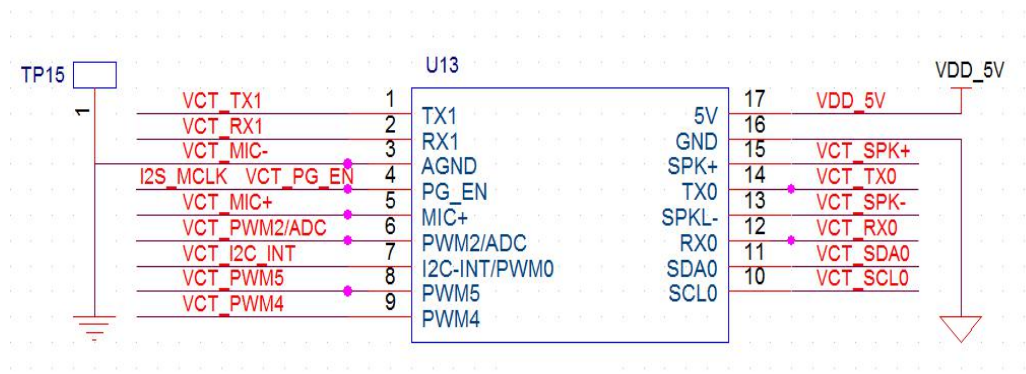 U13
TP15
VDD_5V
1
VCT_TX1 1 TX1 5V 17 VDD_5V
VCT_RX1 2 RX1 GND 16
VCT_MIC- 3 AGND SPK+ 15 VCT_SPK+
I2S_MCLK VCT_PG_EN 4 PG_EN TX0 14 VCT_TX0
VCT_MIC+ 5 MIC+ SPKL- 13 VCT_SPK-
VCT_PWM2/ADC 6 PWM2/ADC RX0 12 VCT_RX0
VCT_I2C_INT 7 I2C-INT/PWM0 SDA0 11 VCT_SDA0
VCT_PWM5 8 PWM5 SCL0 10 VCT_SCL0
VCT_PWM4 9 PWM4